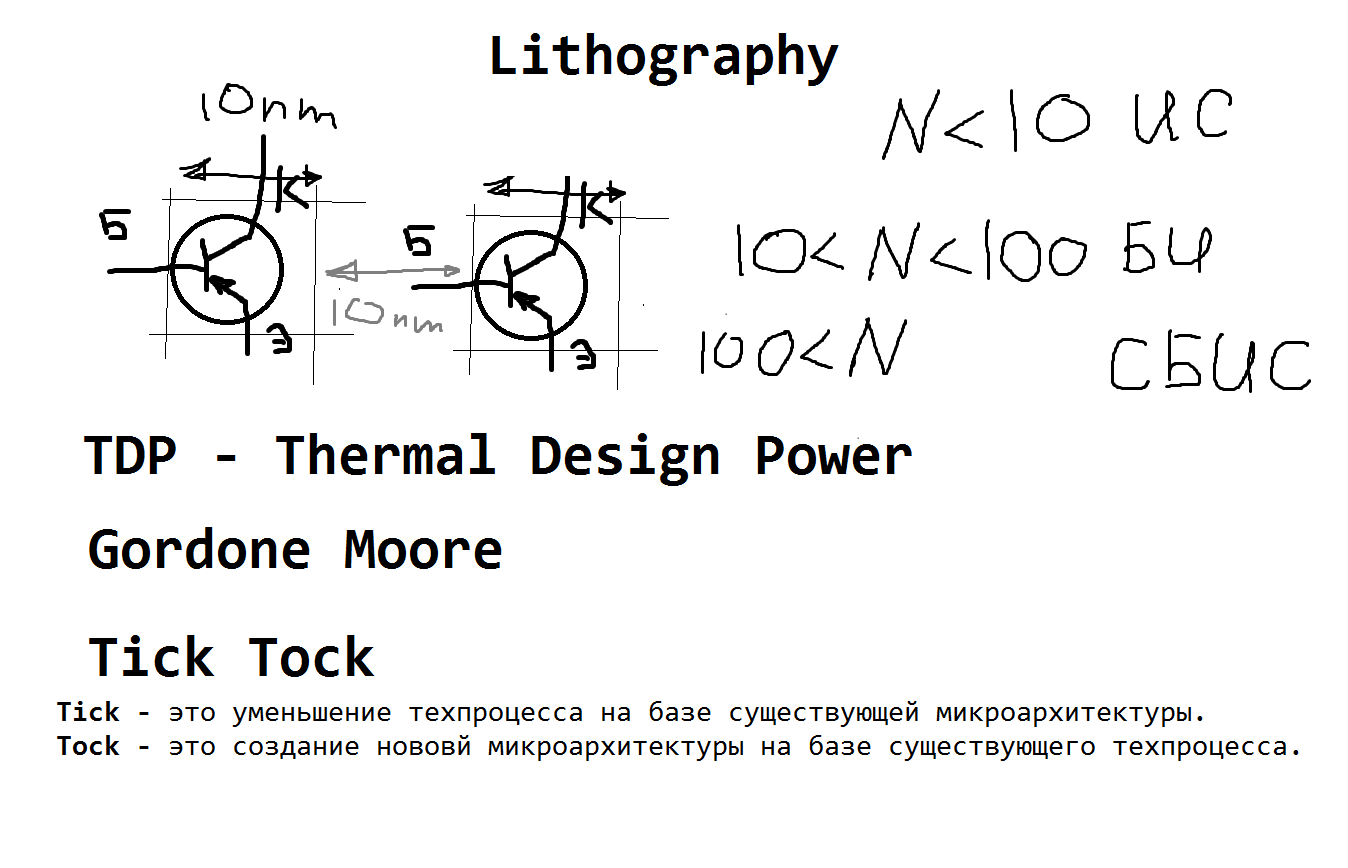 Lithography
10nm
N<10 ИС
К
К
Б
Б
10<N<100 БИ
10nm
Э
Э
100<N СБИС
TDP - Thermal Design Power
Gordone Moore
Tick Tock
Tick - это уменьшение техпроцесса на базе существующей микроархитектуры.
Tock - это создание нововй микроархитектуры на базе существующего техпроцесса.